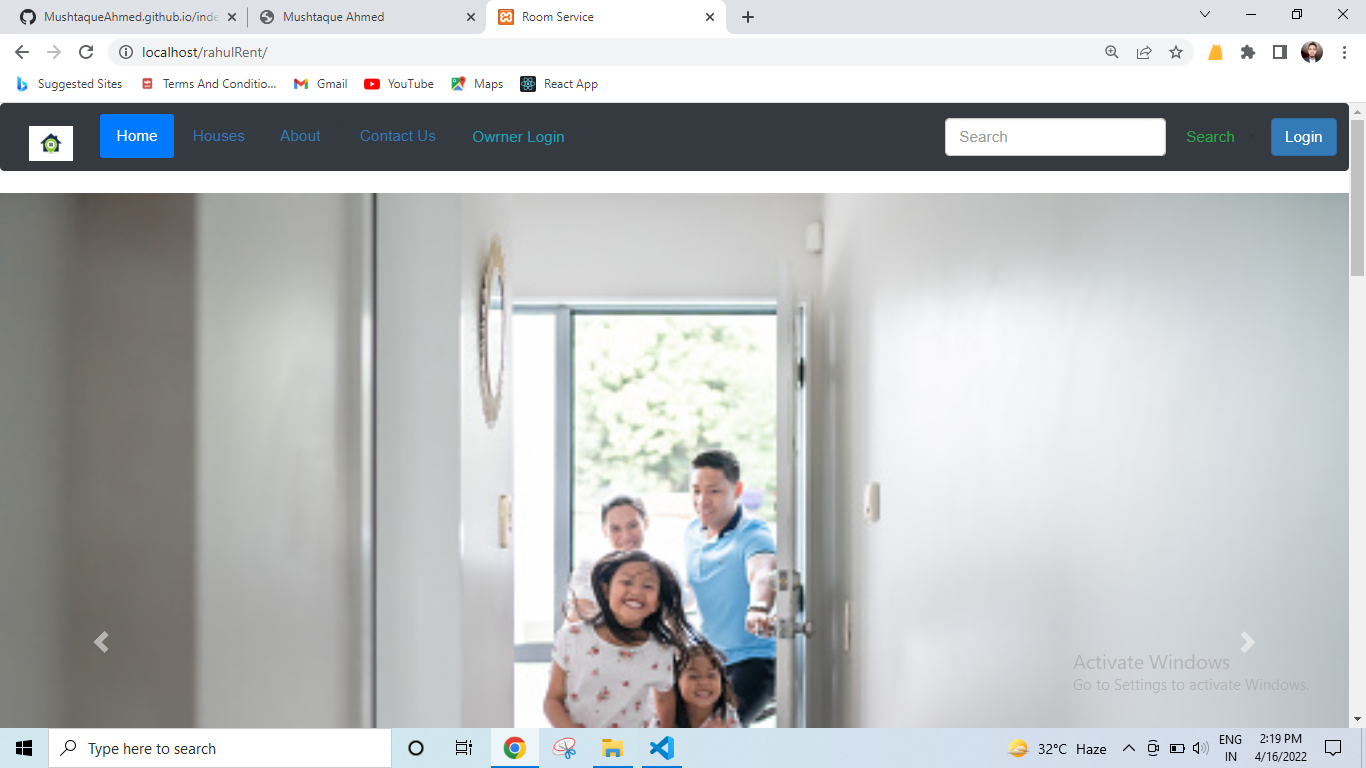 MushtaqueAhmed.github.io/inde
Mushtaque Ahmed
Room Service
localhost/rahulRent/
Suggested Sites
Terms And Conditio...
Gmail
YouTube
Maps
React App
Home
Houses
About
Contact Us
Owrner Login
Search
Search
Login
Activate Windows
Go to Settings to activate Windows.
Type here to search
32°C Haze
ENG
IN
2:19 PM
4/16/2022